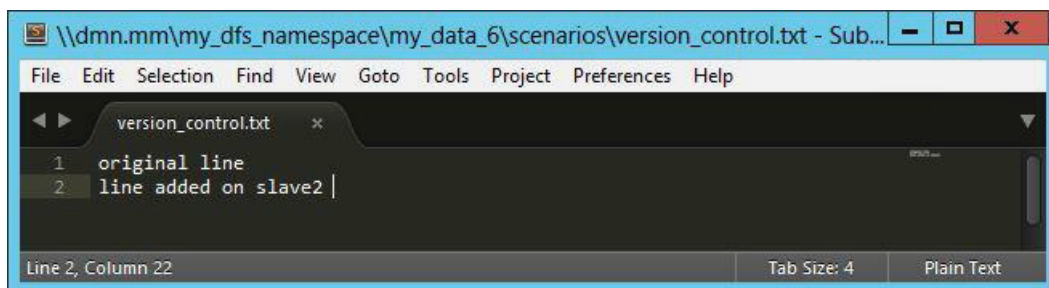 \\dmn.mm\my_dfs_namespace\my_data_6\scenarios\version_control.txt - Sub...
File Edit Selection Find View Goto Tools Project Preferences Help
version_control.txt ×
1 original line
2 line added on slave2
Line 2, Column 22 Tab Size: 4 Plain Text